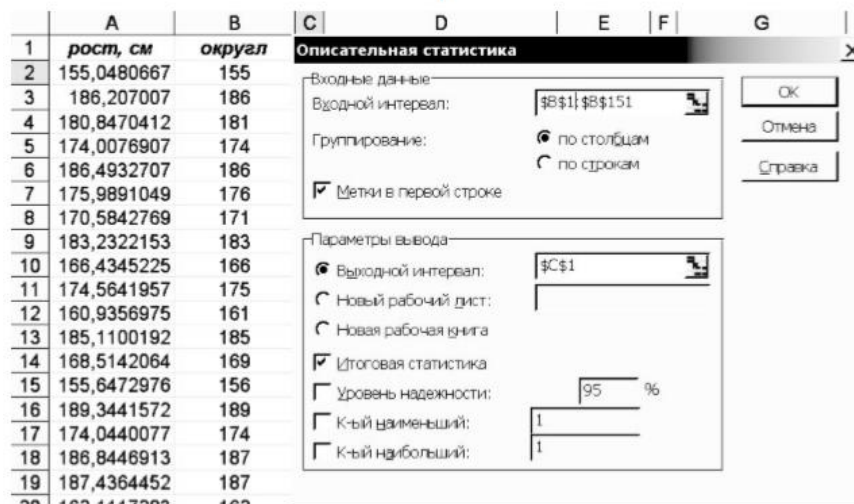 A B C D E F G
1 рост, см округл
2 155,0480667 155
3 186,207007 186
4 180,8470412 181
5 174,0076907 174
6 186,4932707 186
7 175,9891049 176
8 170,5842769 171
9 183,2322153 183
10 166,4345225 166
11 174,5641957 175
12 160,9356975 161
13 185,1100192 185
14 168,5142064 169
15 155,6472976 156
16 189,3441572 189
17 174,0440077 174
18 186,8446913 187
19 187,4364452 187
Описательная статистика
Входные данные
Входной интервал: $B$1:$B$151
Группирование: по столбцам
по строкам
Метки в первой строке
OK
Отмена
Справка
Параметры вывода
Выходной интервал: $C$1
Новый рабочий лист:
Новая рабочая книга
Итоговая статистика
Уровень надежности: 95 %
К-ый наименьший: 1
К-ый наибольший: 1